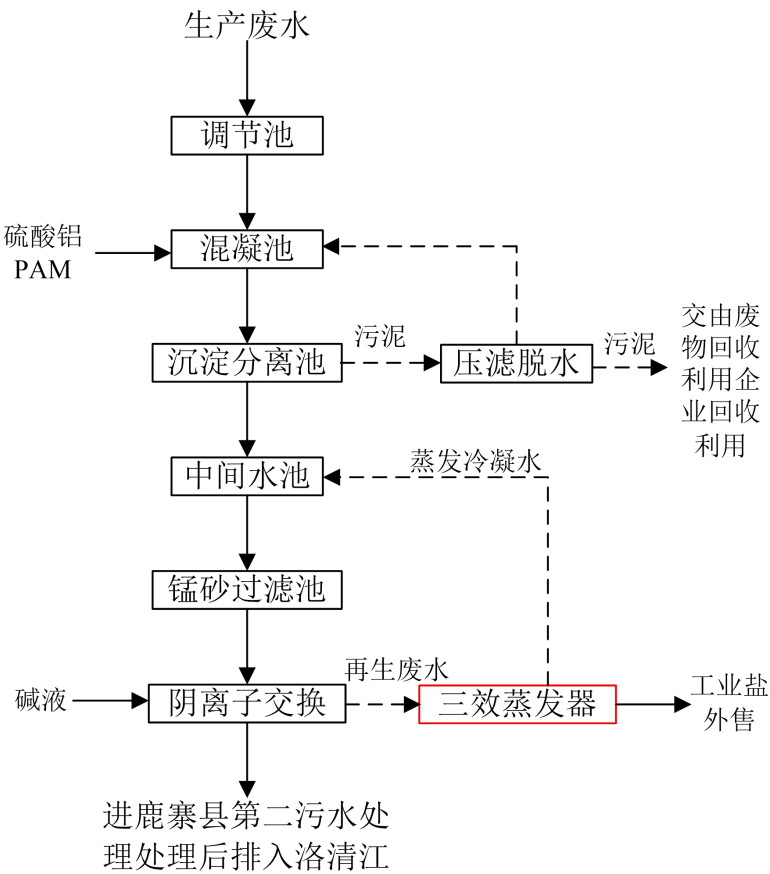 生产废水
调节池
硫酸铝
PAM
混凝池
沉淀分离池
污泥
压滤脱水
污泥
交由废
物回收
利用企
业回收
利用
中间水池
蒸发冷凝水
锰砂过滤池
碱液
阴离子交换
再生废水
三效蒸发器
工业盐
外售
进鹿寨县第二污水处
理处理后排入洛清江